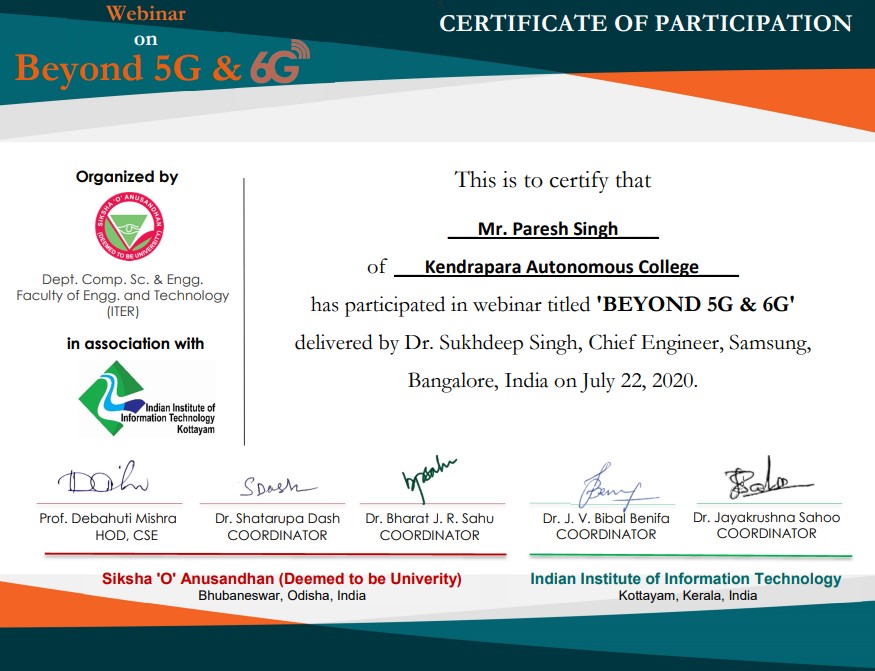 Webinar
on
Beyond 5G & 6G
CERTIFICATE OF PARTICIPATION
Organized by
SIKSHA 'O' ANUSANDHAN
(DEEMED TO BE UNIVERSITY)
Dept. Comp. Sc. & Engg.
Faculty of Engg. and Technology
(ITER)
in association with
Indian Institute of
Information Technology
Kottayam
This is to certify that
Mr. Paresh Singh
of Kendrapara Autonomous College
has participated in webinar titled 'BEYOND 5G & 6G'
delivered by Dr. Sukhdeep Singh, Chief Engineer, Samsung,
Bangalore, India on July 22, 2020.
SDash
Prof. Debahuti Mishra
HOD, CSE
Dr. Shatarupa Dash
COORDINATOR
Dr. Bharat J. R. Sahu
COORDINATOR
Dr. J. V. Bibal Benifa
COORDINATOR
Dr. Jayakrushna Sahoo
COORDINATOR
Siksha 'O' Anusandhan (Deemed to be Univerity)
Bhubaneswar, Odisha, India
Indian Institute of Information Technology
Kottayam, Kerala, India